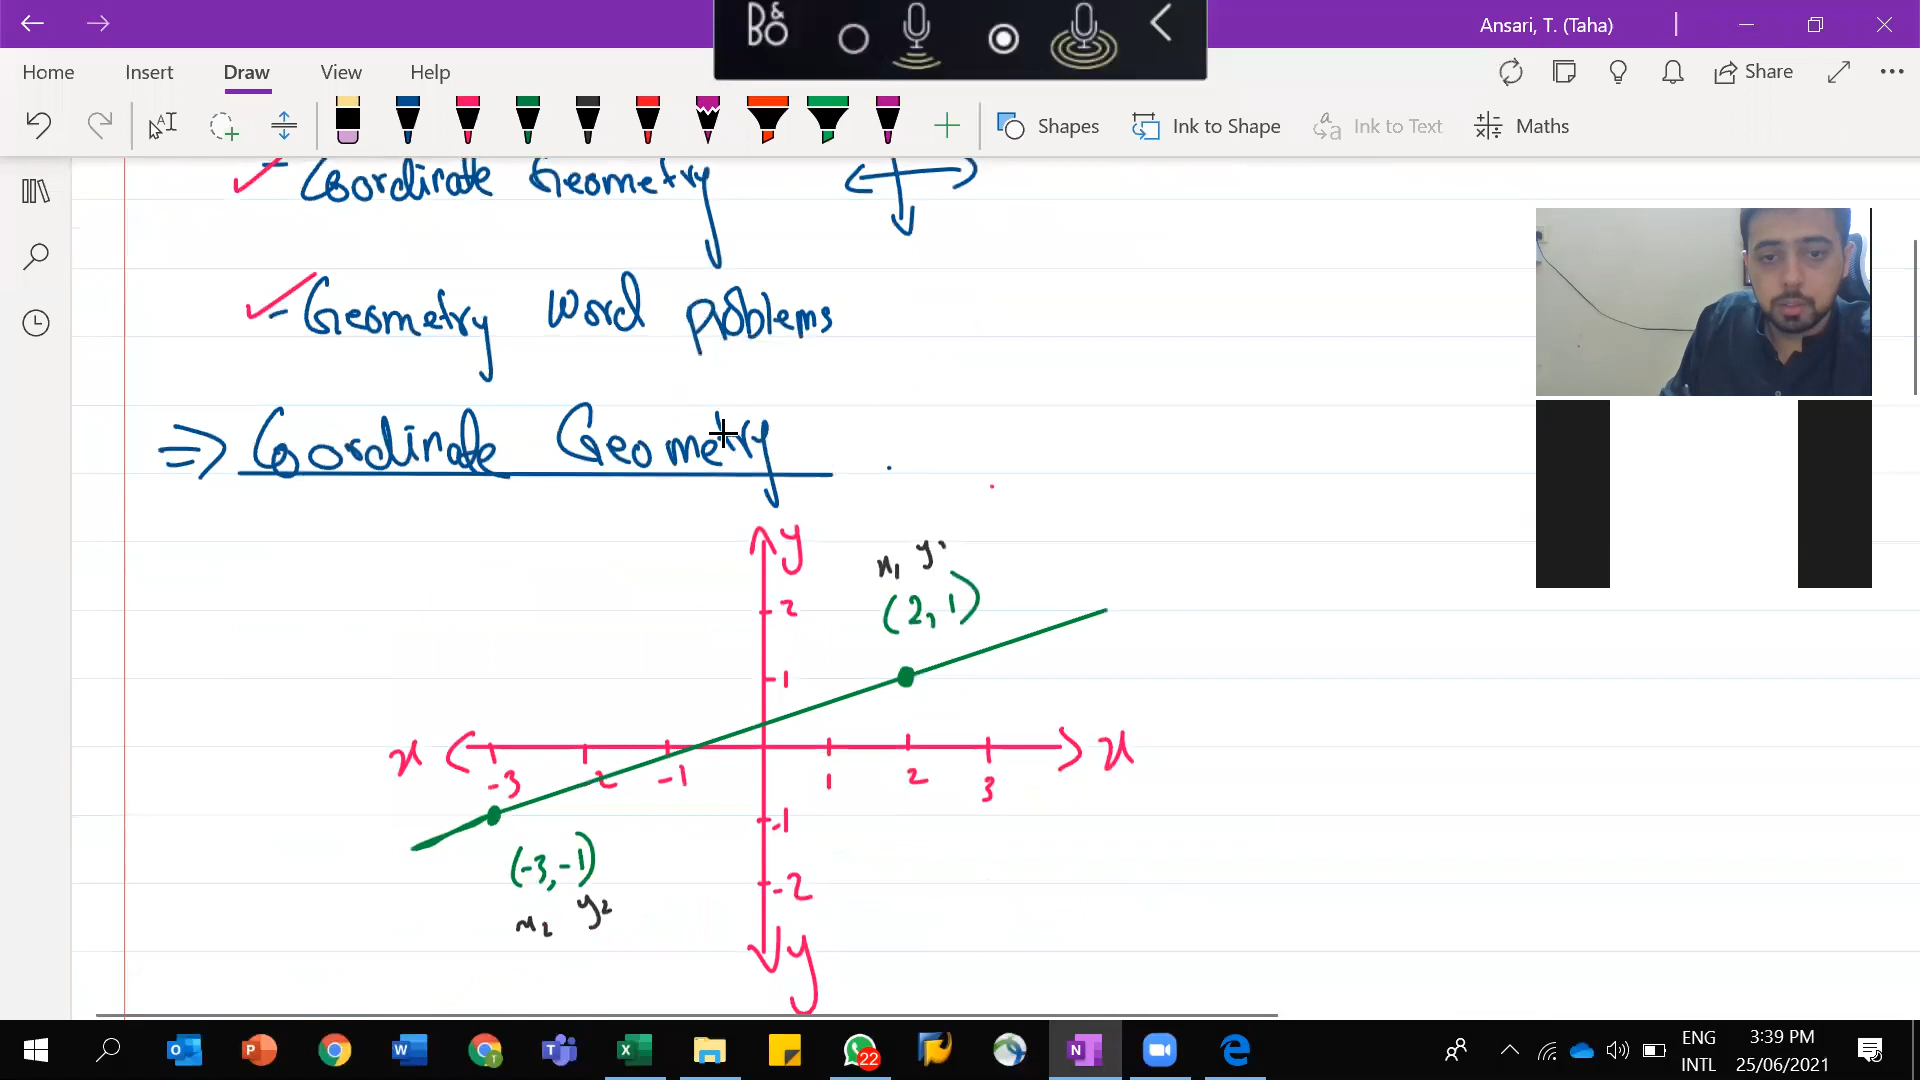 Ansari, T. (Taha)
B&O
Home Insert Draw View Help
Share
Shapes Ink to Shape Ink to Text Maths
- Coordinate Geometry
- Geometry Word Problems
⇒ Coordinate Geometry
y
x₁ y₁
2
(2, 1)
1
x x
-3 -2 -1 1 2 3
-1
(-3, -1)
-2
x₂ y₂
y
22
ENG
INTL
3:39 PM
25/06/2021